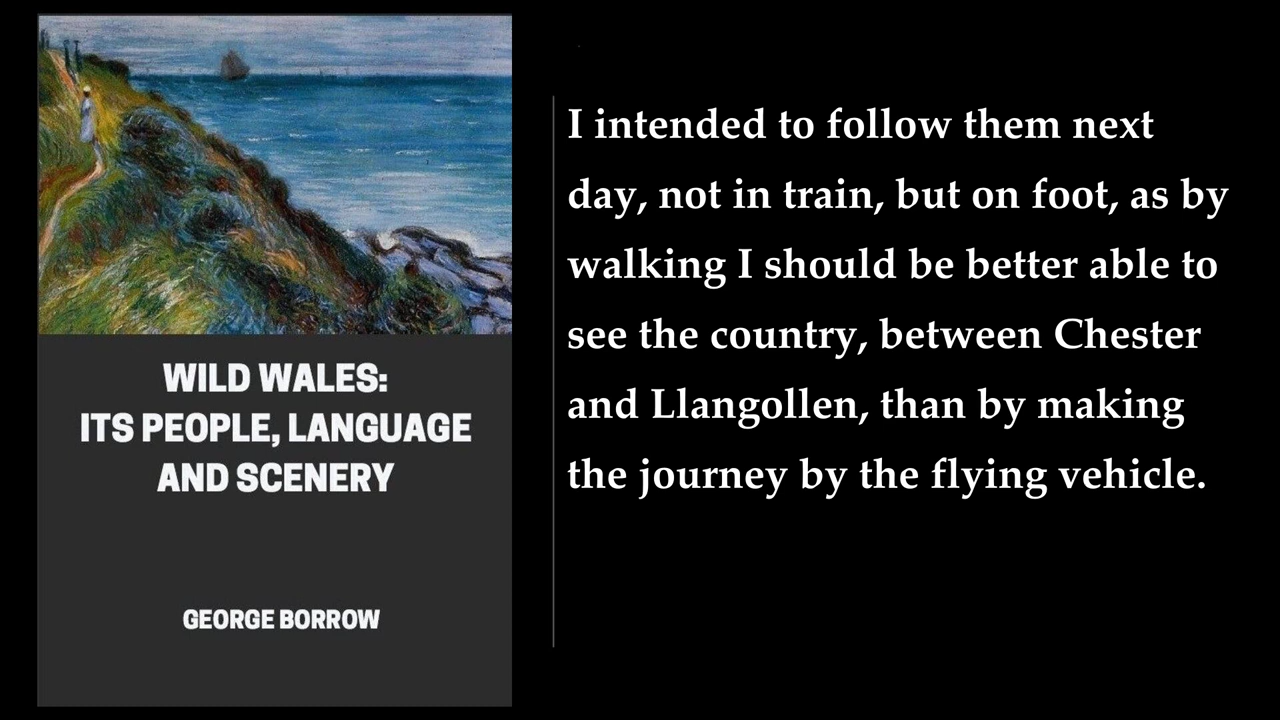 WILD WALES:
ITS PEOPLE, LANGUAGE
AND SCENERY
GEORGE BORROW
I intended to follow them next
day, not in train, but on foot, as by
walking I should be better able to
see the country, between Chester
and Llangollen, than by making
the journey by the flying vehicle.